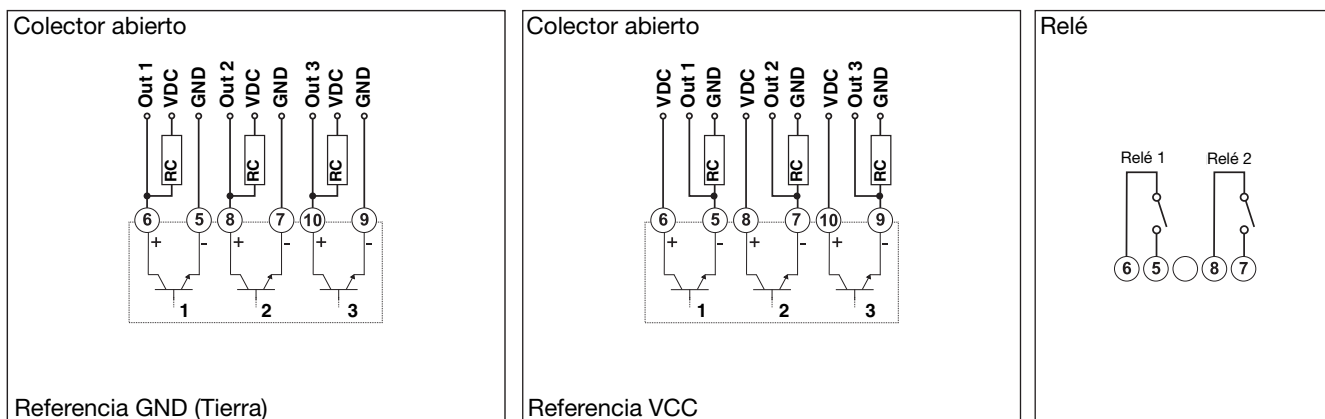 Colector abierto
Out 1 VDC GND Out 2 VDC GND Out 3 VDC GND
RC RC RC
6 5 8 7 10 9
+ - + - + -
1 2 3
Referencia GND (Tierra)
Colector abierto
VDC Out 1 GND VDC Out 2 GND VDC Out 3 GND
RC RC RC
6 5 8 7 10 9
+ - + - + -
1 2 3
Referencia VCC
Relé
Relé 1 Relé 2
6 5 8 7